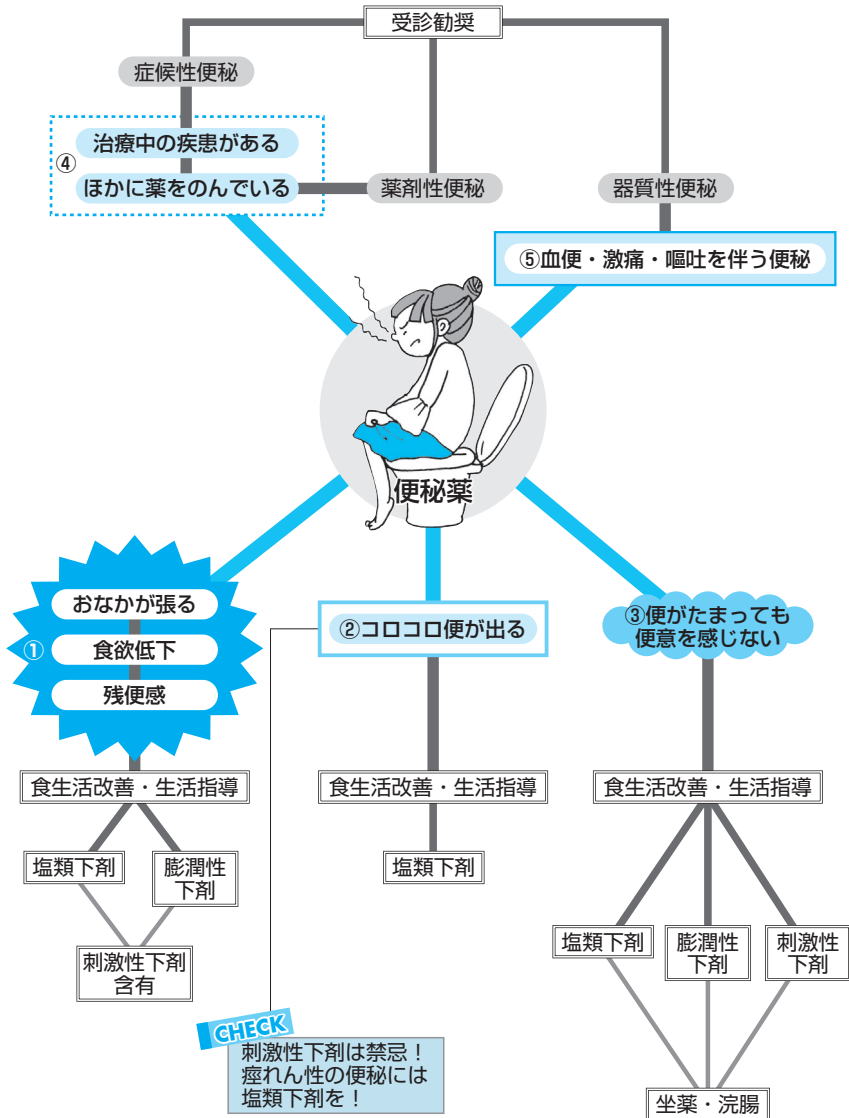 受診勧奨
症候性便秘
治療中の疾患がある
④
ほかに薬をのんでいる
薬剤性便秘
器質性便秘
⑤血便・激痛・嘔吐を伴う便秘
便秘薬
おなかが張る
①
食欲低下
残便感
②コロコロ便が出る
③便がたまっても
便意を感じない
食生活改善・生活指導
食生活改善・生活指導
食生活改善・生活指導
塩類下剤
膨潤性
下剤
刺激性下剤
含有
塩類下剤
塩類下剤
膨潤性
下剤
刺激性
下剤
坐薬・浣腸
CHECK
刺激性下剤は禁忌！
痙れん性の便秘には
塩類下剤を！